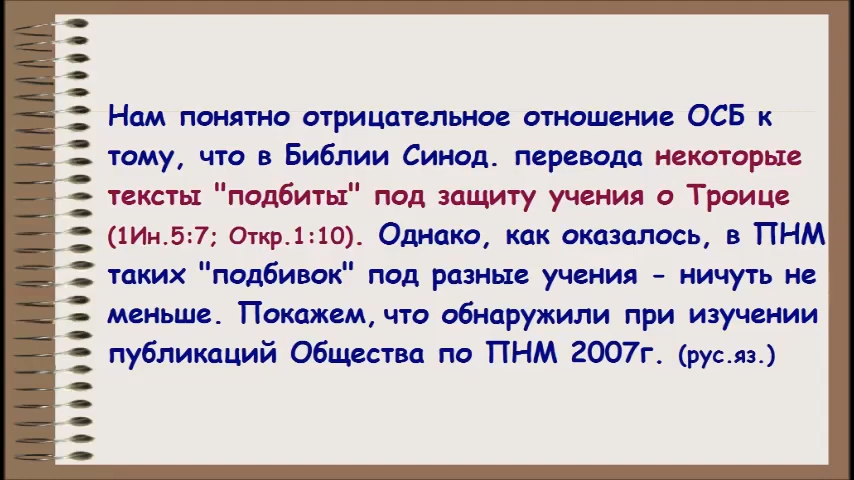 Нам понятно отрицательное отношение ОСБ к
тому, что в Библии Синод. перевода некоторые
тексты "подбиты" под защиту учения о Троице
(1Ин.5:7; Откр.1:10). Однако, как оказалось, в ПНМ
таких "подбивок" под разные учения - ничуть не
меньше. Покажем, что обнаружили при изучении
публикаций Общества по ПНМ 2007г. (рус.яз.)